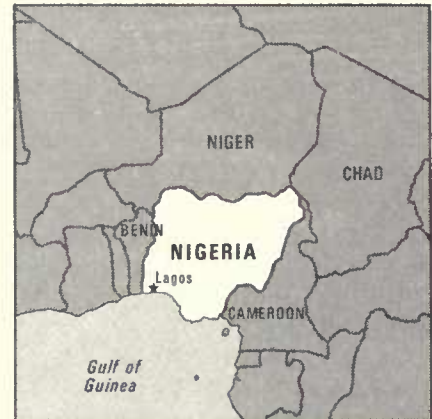 NIGER
CHAD
BENIN
NIGERIA
Lagos
CAMEROON
Gulf of
Guinea